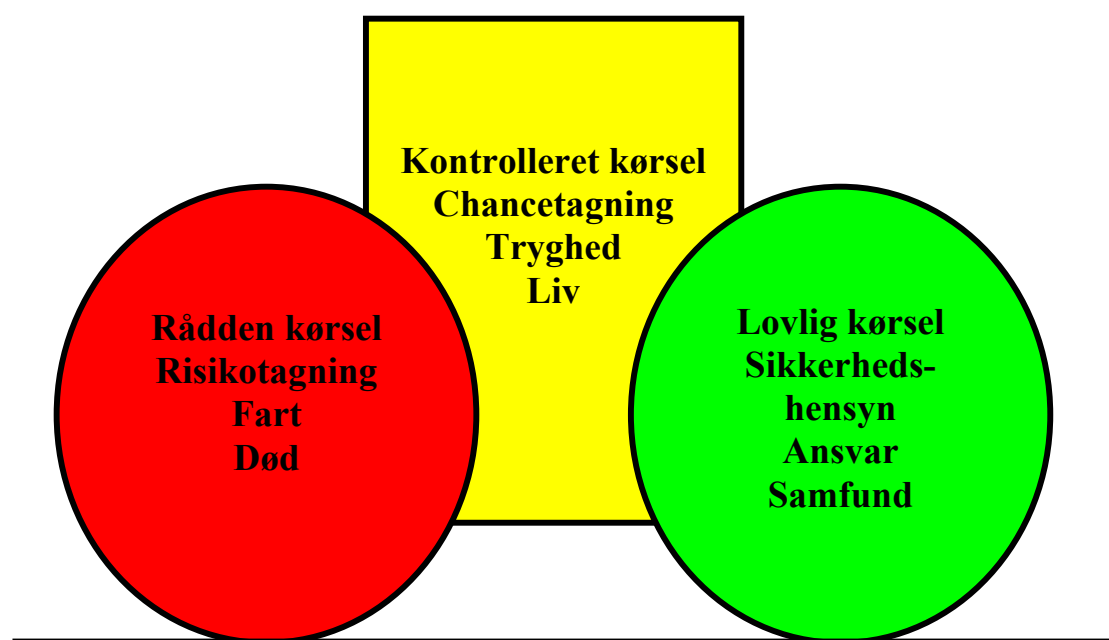 Kontrolleret kørsel
Chancetagning
Tryghed
Liv
Rådden kørsel
Risikotagning
Fart
Død
Lovlig kørsel
Sikkerheds-
hensyn
Ansvar
Samfund